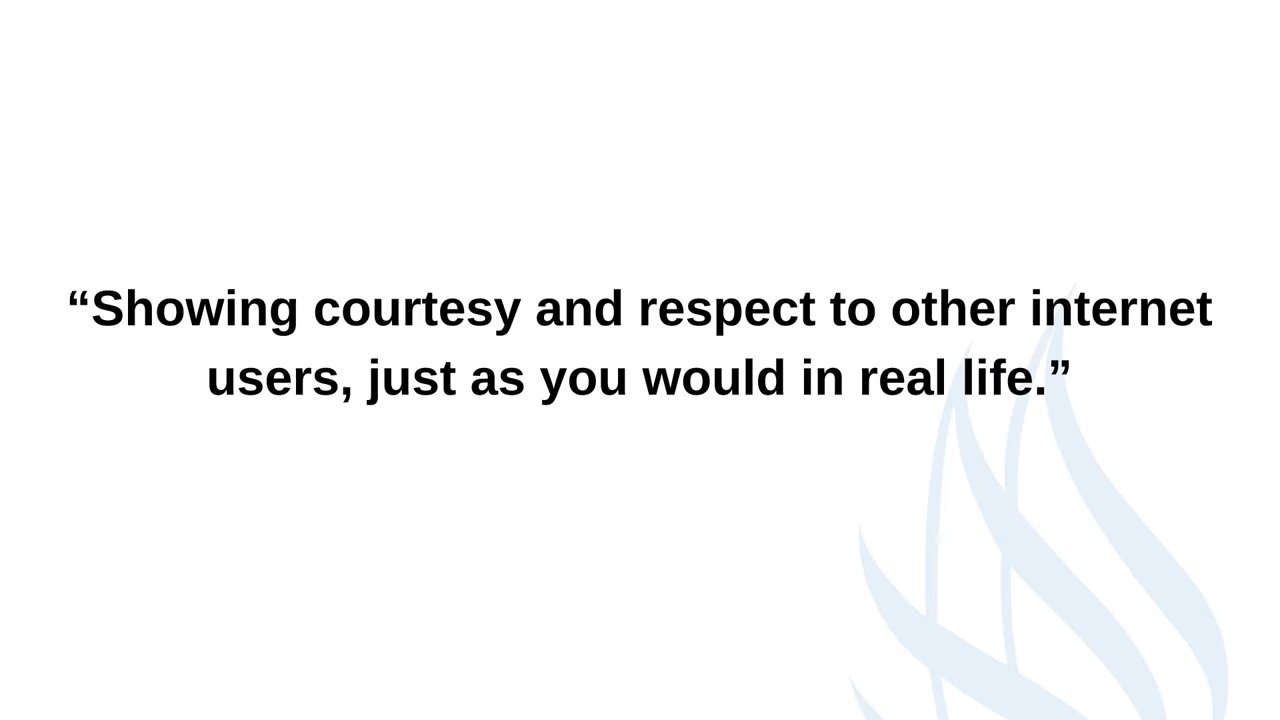 “Showing courtesy and respect to other internet
users, just as you would in real life.”